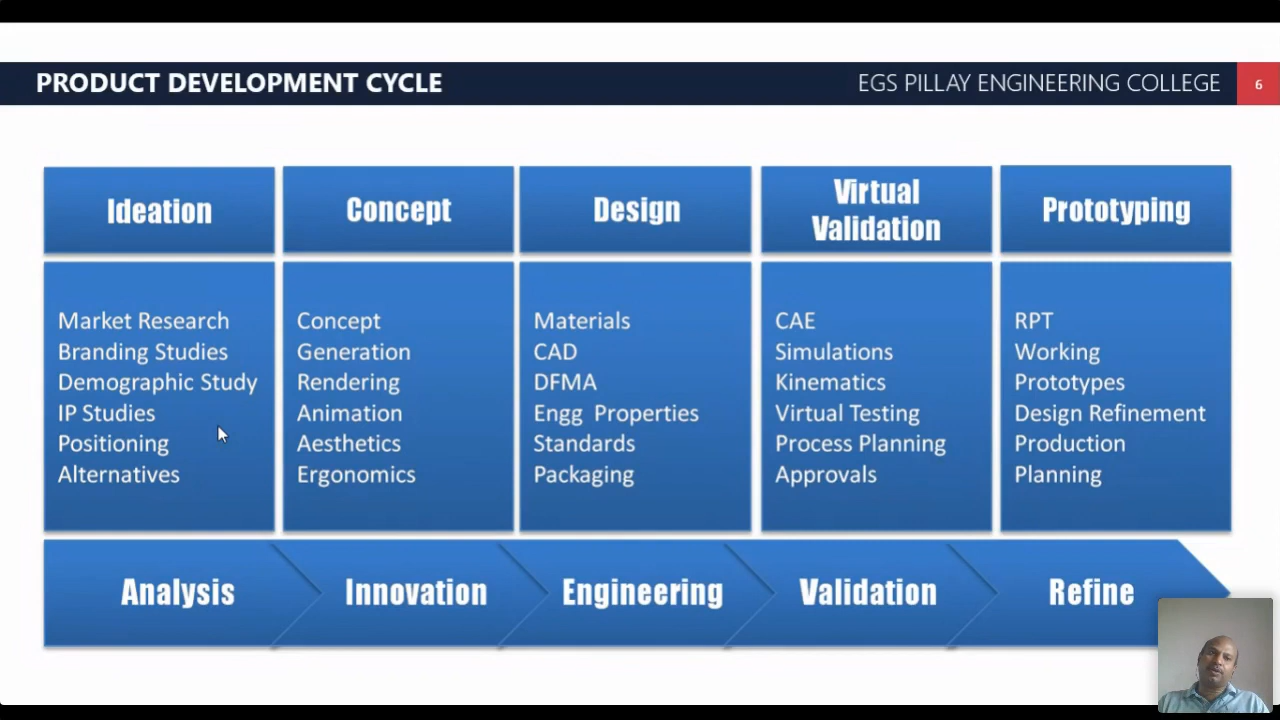 PRODUCT DEVELOPMENT CYCLE
EGS PILLAY ENGINEERING COLLEGE
6
Ideation
Market Research
Branding Studies
Demographic Study
IP Studies
Positioning
Alternatives
Concept
Concept
Generation
Rendering
Animation
Aesthetics
Ergonomics
Design
Materials
CAD
DFMA
Engg Properties
Standards
Packaging
Virtual
Validation
CAE
Simulations
Kinematics
Virtual Testing
Process Planning
Approvals
Prototyping
RPT
Working
Prototypes
Design Refinement
Production
Planning
Analysis
Innovation
Engineering
Validation
Refine